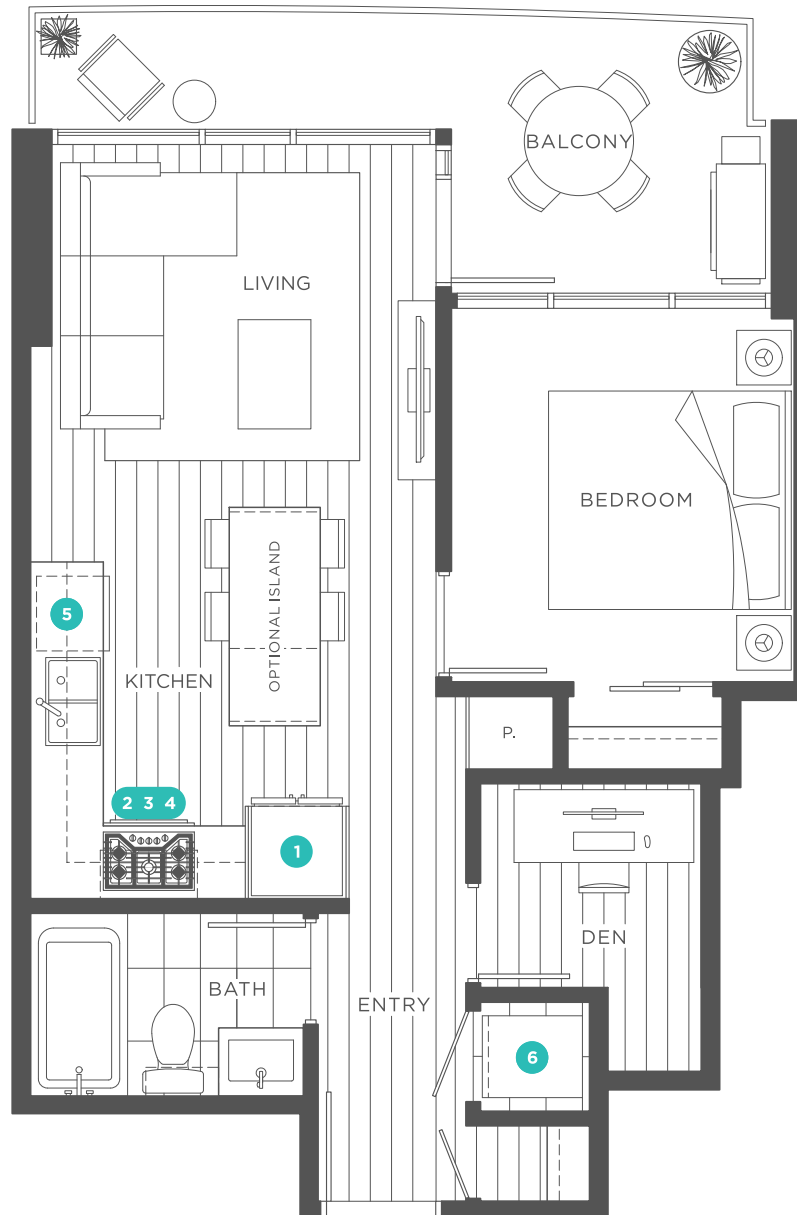 BALCONY
LIVING
BEDROOM
OPTIONAL ISLAND
5
KITCHEN
P.
2 3 4
1
DEN
BATH
ENTRY
6